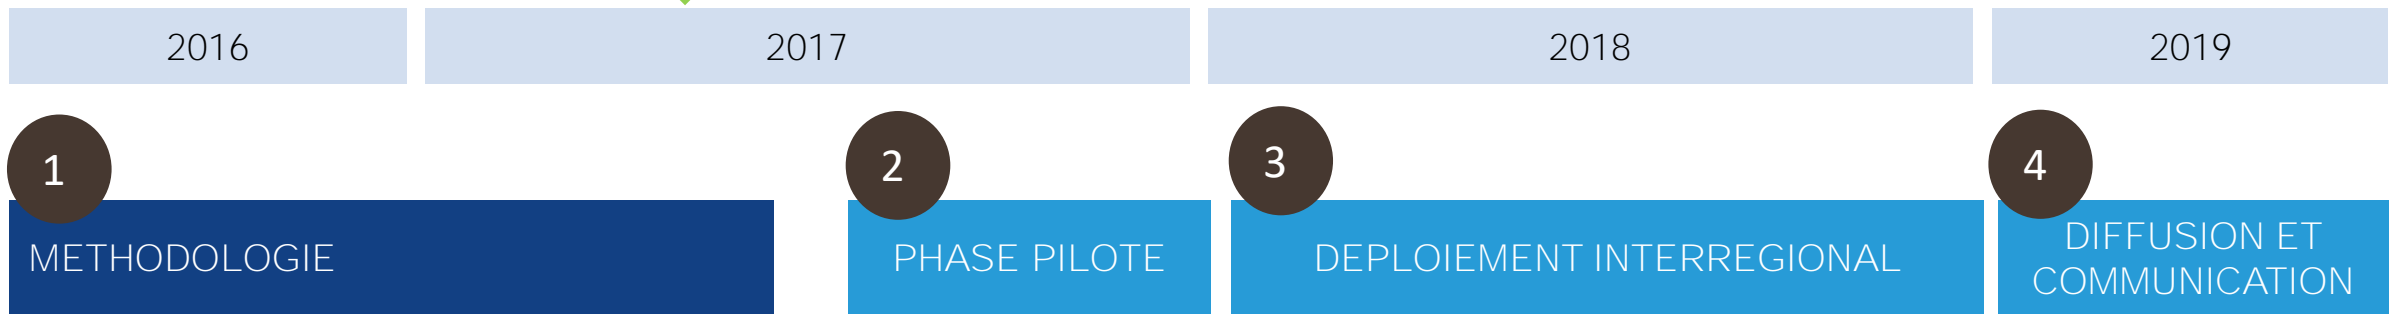 2016
2017
2018
2019
1
2
3
4
METHODOLOGIE
PHASE PILOTE
DEPLOIEMENT INTERREGIONAL
DIFFUSION ET
COMMUNICATION